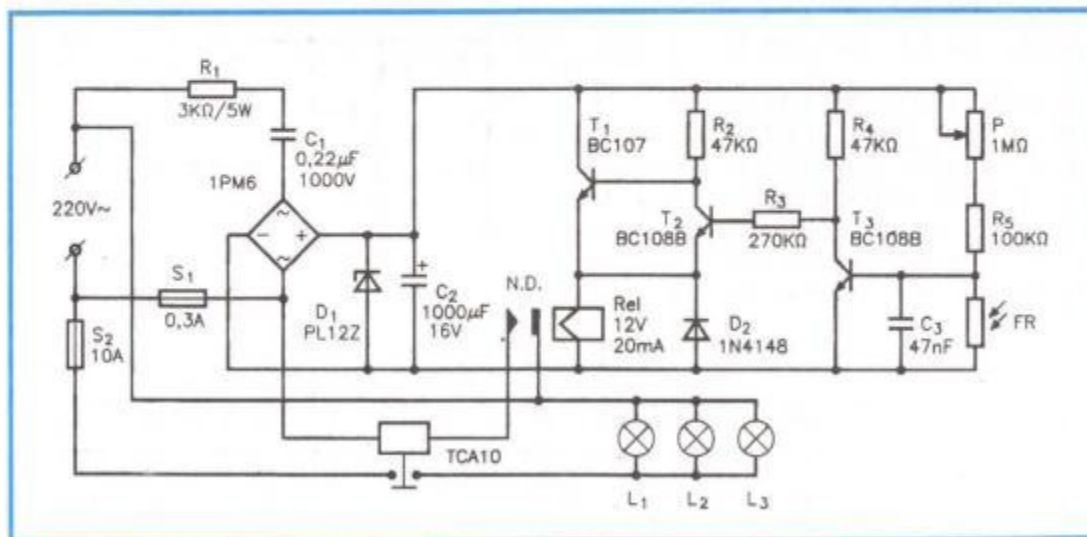 R1
3KΩ/5W
C1
0,22µF
1000V
1PM6
220V~
S1
0,3A
S2
10A
D1
PL12Z
C2
1000µF
16V
N.D.
T1
BC107
R2
47KΩ
T2
BC108B
R3
270KΩ
R4
47KΩ
T3
BC108B
P
1MΩ
R5
100KΩ
Rel
12V
20mA
D2
1N4148
C3
47nF
FR
TCA10
L1
L2
L3